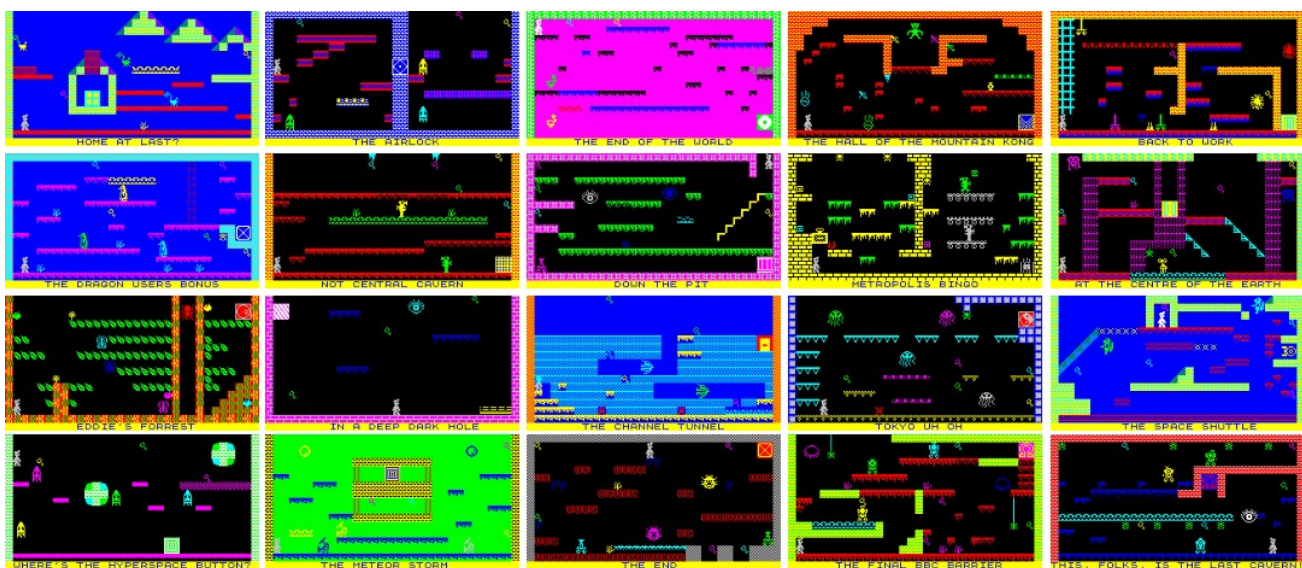 HOME AT LAST?
THE AIRLOCK
THE END OF THE WORLD
THE HALL OF THE MOUNTAIN KONG
BACK TO WORK
THE DRAGON USERS BONUS
NOT CENTRAL CAVERN
DOWN THE PIT
METROPOLIS BINGO
AT THE CENTRE OF THE EARTH
EDDIE'S FORREST
IN A DEEP DARK HOLE
THE CHANNEL TUNNEL
TOKYO UH OH
THE SPACE SHUTTLE
WHERE'S THE HYPERSPACE BUTTON?
THE METEOR STORM
THE END
THE FINAL BBC BARRIER
THIS, FOLKS, IS THE LAST CAVERN!